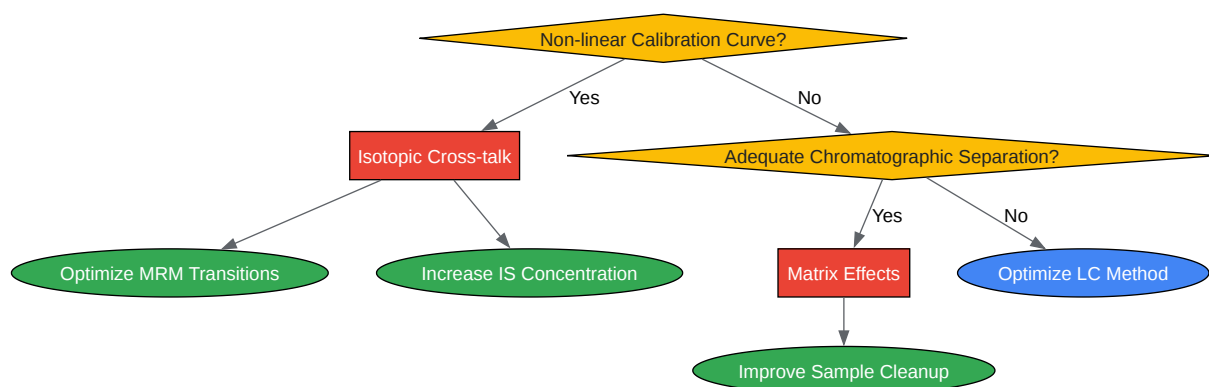 Non-linear Calibration Curve?
Yes
No
Isotopic Cross-talk
Adequate Chromatographic Separation?
Yes
No
Optimize MRM Transitions
Increase IS Concentration
Matrix Effects
Optimize LC Method
Improve Sample Cleanup